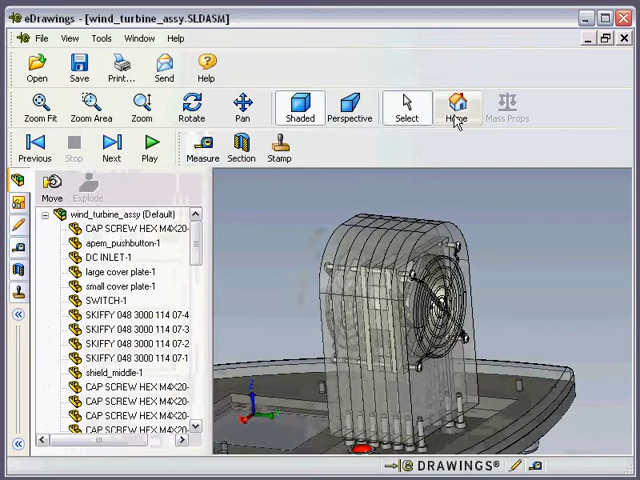 eDrawings - [wind_turbine_assy.SLDASM]
File View Tools Window Help
Open Save Print... Send Help
Zoom Fit Zoom Area Zoom Rotate Pan Shaded Perspective Select Home Mass Props
Previous Stop Next Play Measure Section Stamp
Move Explode
wind_turbine_assy (Default)
CAP SCREW HEX M4X20-
apem_pushbutton-1
DC INLET-1
large cover plate-1
small cover plate-1
SWITCH-1
SKIFFY 048 3000 114 07-4
SKIFFY 048 3000 114 07-3
SKIFFY 048 3000 114 07-2
SKIFFY 048 3000 114 07-1
shield_middle-1
CAP SCREW HEX M4X20-
CAP SCREW HEX M4X20-
CAP SCREW HEX M4X20-
CAP SCREW HEX M4X20-
Z
e DRAWINGS®